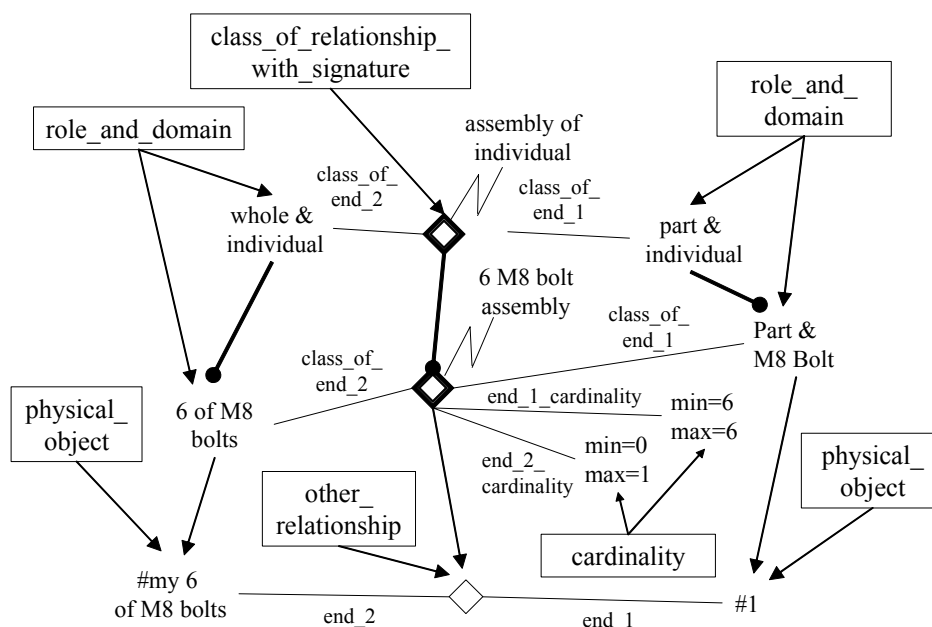 class_of_relationship_
with_signature
role_and_
domain
role_and_domain
assembly of
individual
class_of_
end_2
class_of_
end_1
whole &
individual
part &
individual
6 M8 bolt
assembly
class_of_
end_1
Part &
M8 Bolt
class_of_
end_2
physical_
object
6 of M8
bolts
end_1_cardinality
min=6
max=6
min=0
max=1
end_2_
cardinality
physical_
object
other_
relationship
cardinality
#my 6
of M8 bolts
end_2
end_1
#1